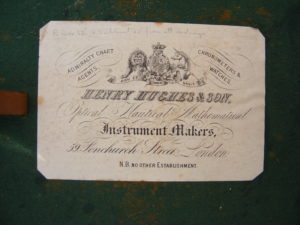 ADMIRALTY CHART AGENTS.
CHRONOMETERS & WATCHES.
HENRY HUGHES & SON,
Optical Nautical & Mathematical
Instrument Makers,
59 Fenchurch Street London.
N.B. NO OTHER ESTABLISHMENT.